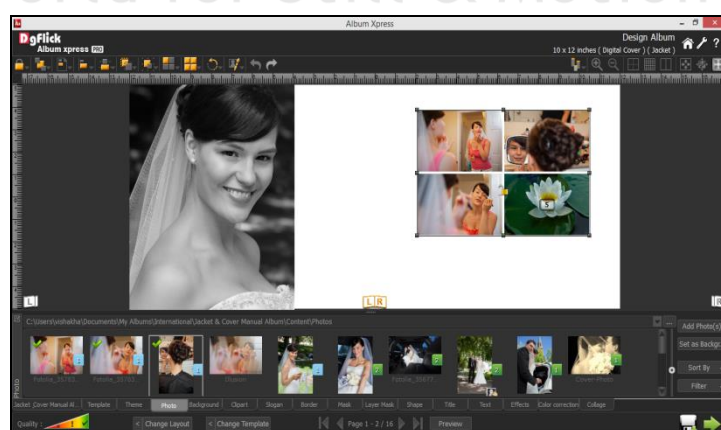 Album Xpress
DgFlick
Album xpress PRO
Design Album
10 x 12 inches ( Digital Cover ) ( Jacket )
L R
L
R
5
C:\Users\vishakha\Documents\My Albums\International\Jacket & Cover Manual Album\Content\Photos
Add Photo(s)
Set as Backgr
Sort By
Filter
Photo
Cover-Photo
Jacket_Cover Manual Al...
Template
Theme
Photo
Background
Clipart
Slogan
Border
Mask
Layer Mask
Shape
Title
Text
Effects
Color correction
Collage
Quality :
< Change Layout
< Change Template
Page 1 - 2 / 16
Preview